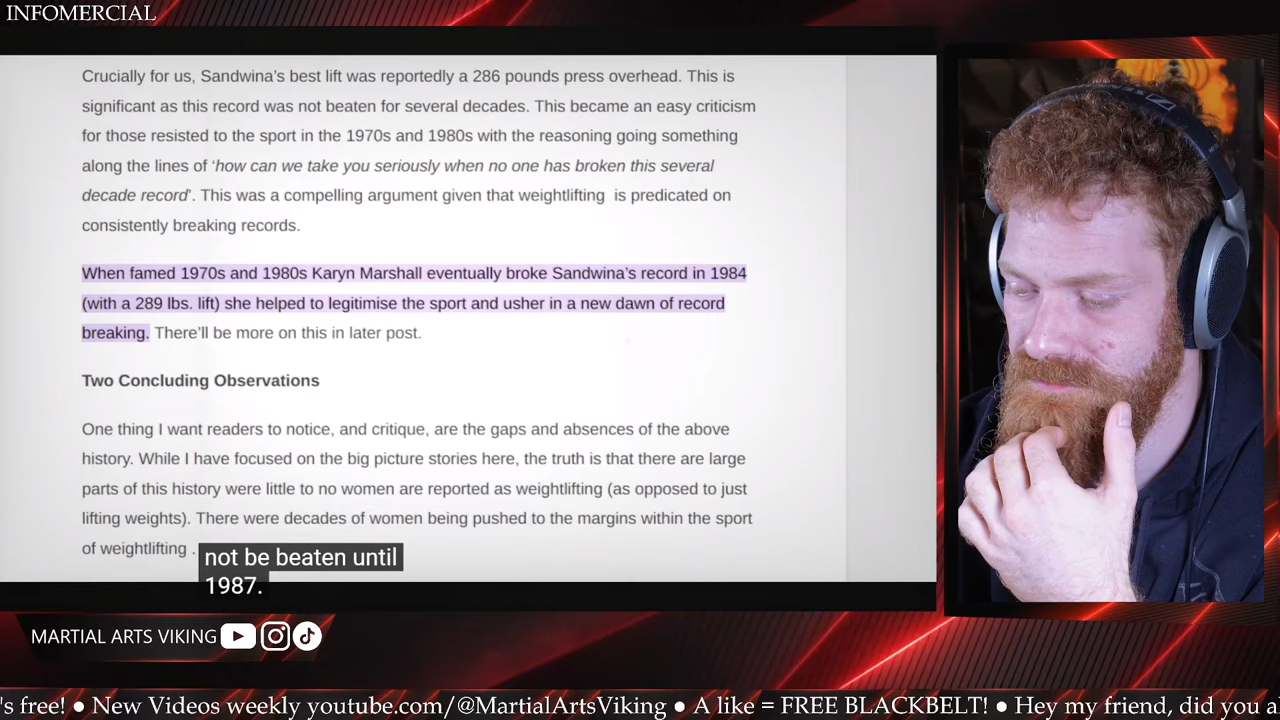 INFOMERCIAL
Crucially for us, Sandwina's best lift was reportedly a 286 pounds press overhead. This is
significant as this record was not beaten for several decades. This became an easy criticism
for those resisted to the sport in the 1970s and 1980s with the reasoning going something
along the lines of 'how can we take you seriously when no one has broken this several
decade record'. This was a compelling argument given that weightlifting is predicated on
consistently breaking records.
When famed 1970s and 1980s Karyn Marshall eventually broke Sandwina's record in 1984
(with a 289 lbs. lift) she helped to legitimise the sport and usher in a new dawn of record
breaking. There'll be more on this in later post.
Two Concluding Observations
One thing I want readers to notice, and critique, are the gaps and absences of the above
history. While I have focused on the big picture stories here, the truth is that there are large
parts of this history were little to no women are reported as weightlifting (as opposed to just
lifting weights). There were decades of women being pushed to the margins within the sport
of weightlifting .
not be beaten until
1987.
MARTIAL ARTS VIKING
's free! ● New Videos weekly youtube.com/@MartialArtsViking ● A like = FREE BLACKBELT! ● Hey my friend, did you a